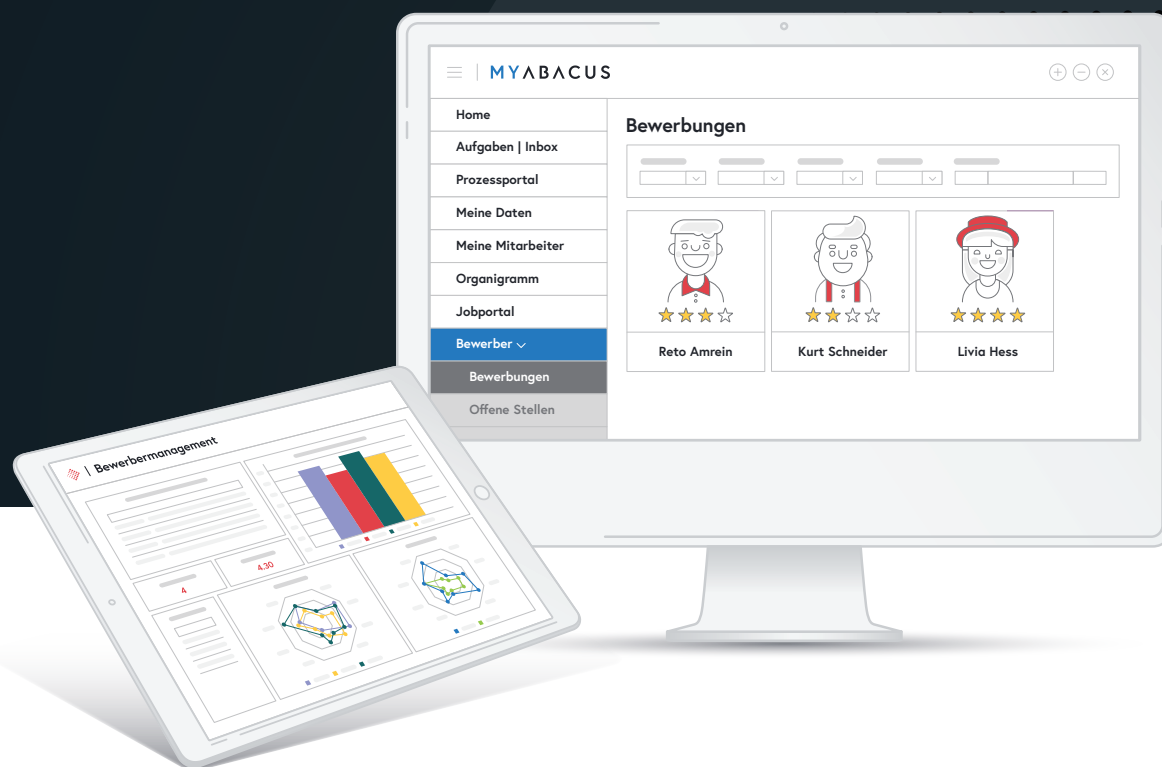 MYABACUS
Home
Aufgaben | Inbox
Prozessportal
Meine Daten
Meine Mitarbeiter
Organigramm
Jobportal
Bewerber
Bewerbungen
Offene Stellen
Bewerbungen
Reto Amrein
Kurt Schneider
Livia Hess
| Bewerbermanagement
4
4.30